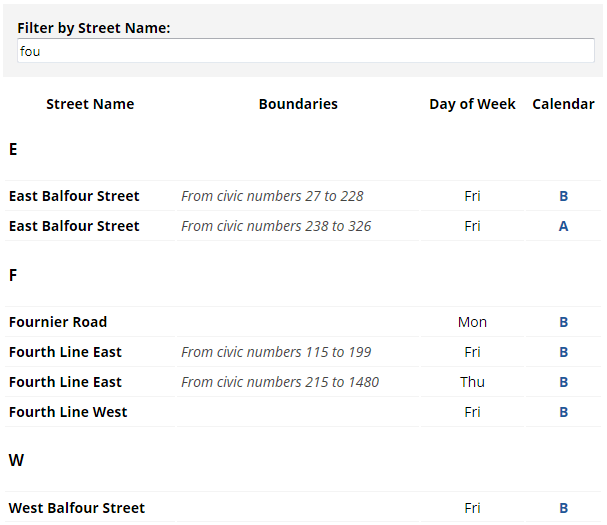 Filter by Street Name:
fou
Street Name Boundaries Day of Week Calendar
E
East Balfour Street From civic numbers 27 to 228 Fri B
East Balfour Street From civic numbers 238 to 326 Fri A
F
Fournier Road Mon B
Fourth Line East From civic numbers 115 to 199 Fri B
Fourth Line East From civic numbers 215 to 1480 Thu B
Fourth Line West Fri B
W
West Balfour Street Fri B